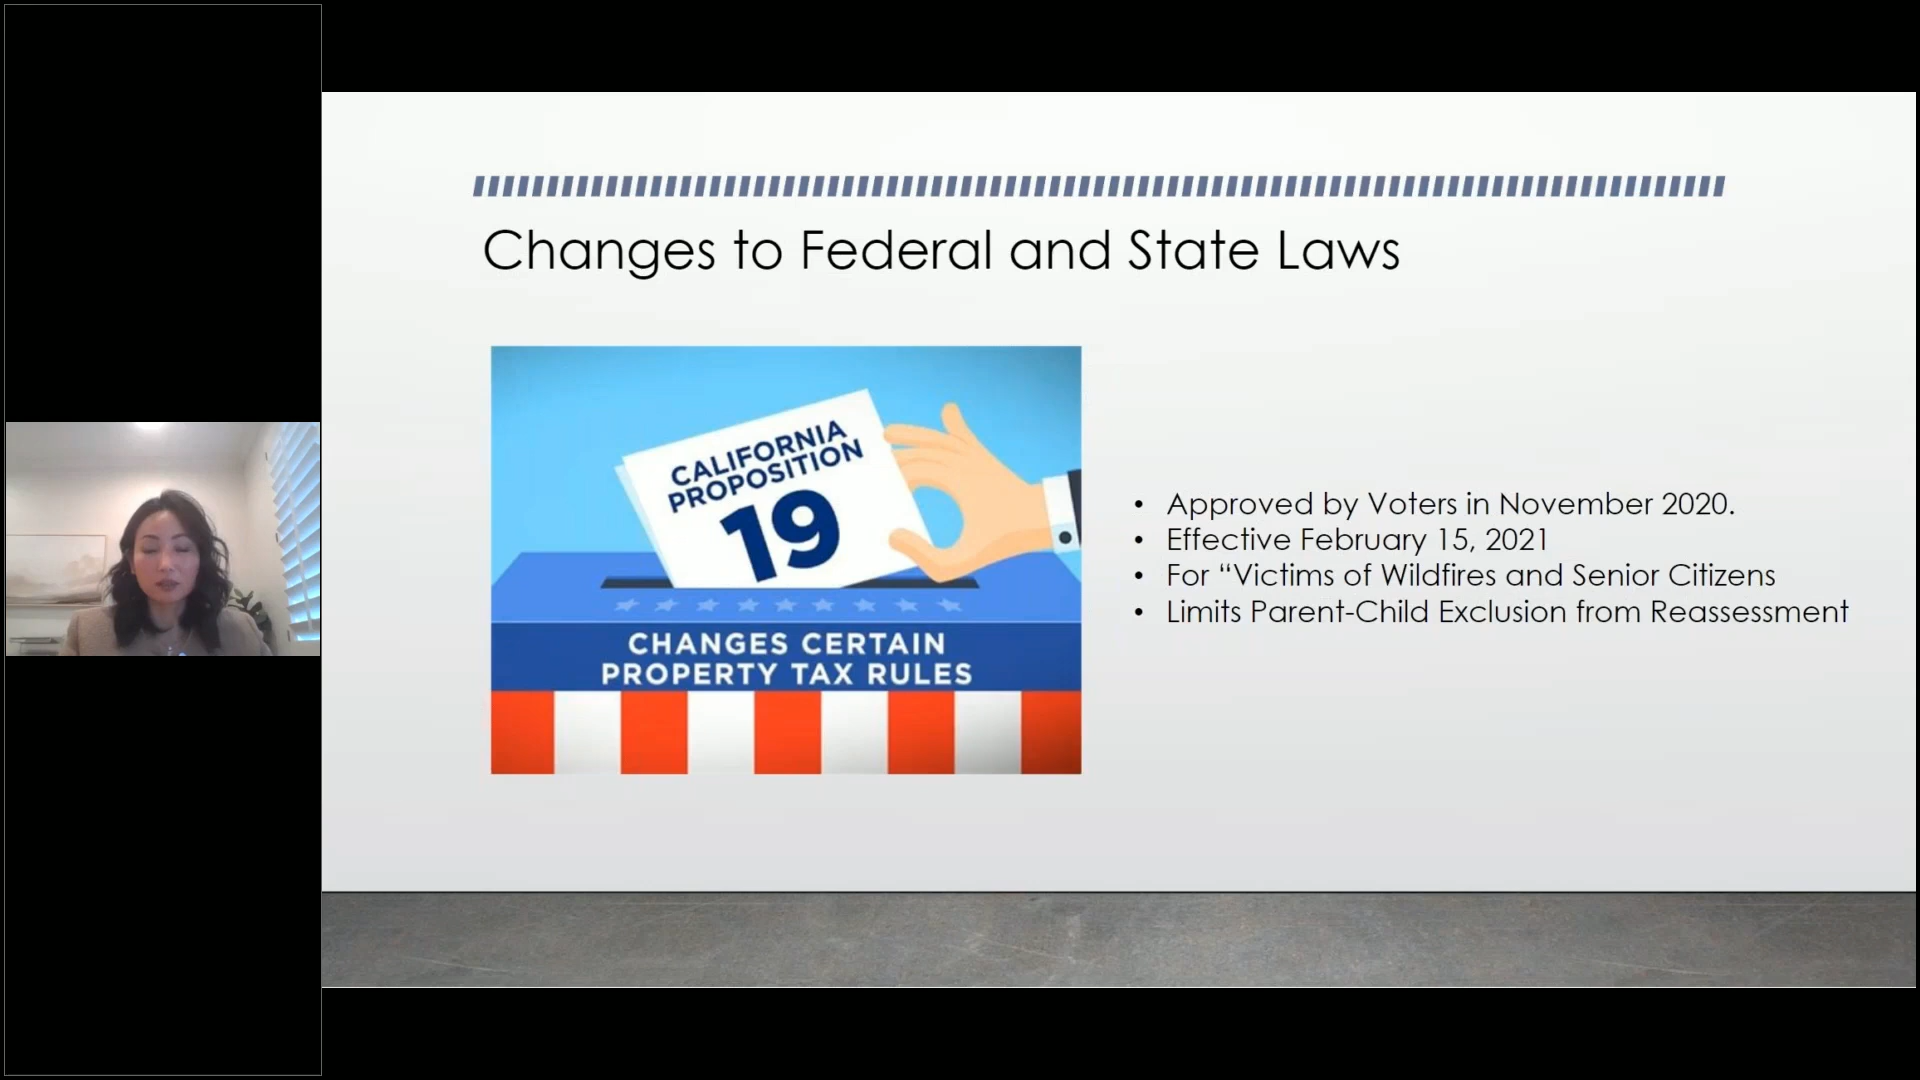 Changes to Federal and State Laws
CALIFORNIA
PROPOSITION
19
CHANGES CERTAIN
PROPERTY TAX RULES
• Approved by Voters in November 2020.
• Effective February 15, 2021
• For “Victims of Wildfires and Senior Citizens
• Limits Parent-Child Exclusion from Reassessment